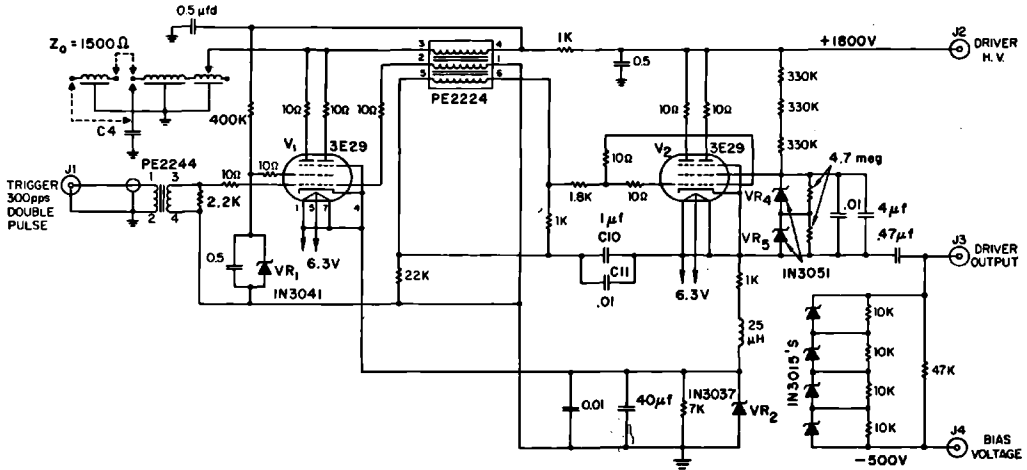 0.5 µfd
Z₀ = 1500 Ω
C4
400K
3
2
5
4
1
6
PE2224
1K
0.5
+1800V
J2
DRIVER
H.V.
10Ω
10Ω
10Ω
V₁
3E29
10Ω
10Ω
10Ω
V₂
3E29
10Ω
330K
330K
330K
4.7 meg
J1
TRIGGER
300pps
DOUBLE
PULSE
PE2244
1
3
2
4
10Ω
2.2K
1
5
7
4
6.3V
1.8K
10Ω
1K
VR₄
VR₅
1N3051
.01
4µf
.47µf
J3
DRIVER
OUTPUT
0.5
VR₁
1N3041
22K
1µf
C10
C11
.01
6.3V
1K
25
µH
1N3015'S
10K
10K
10K
10K
47K
0.01
40µf
1N3037
7K
VR₂
-500V
J4
BIAS
VOLTAGE